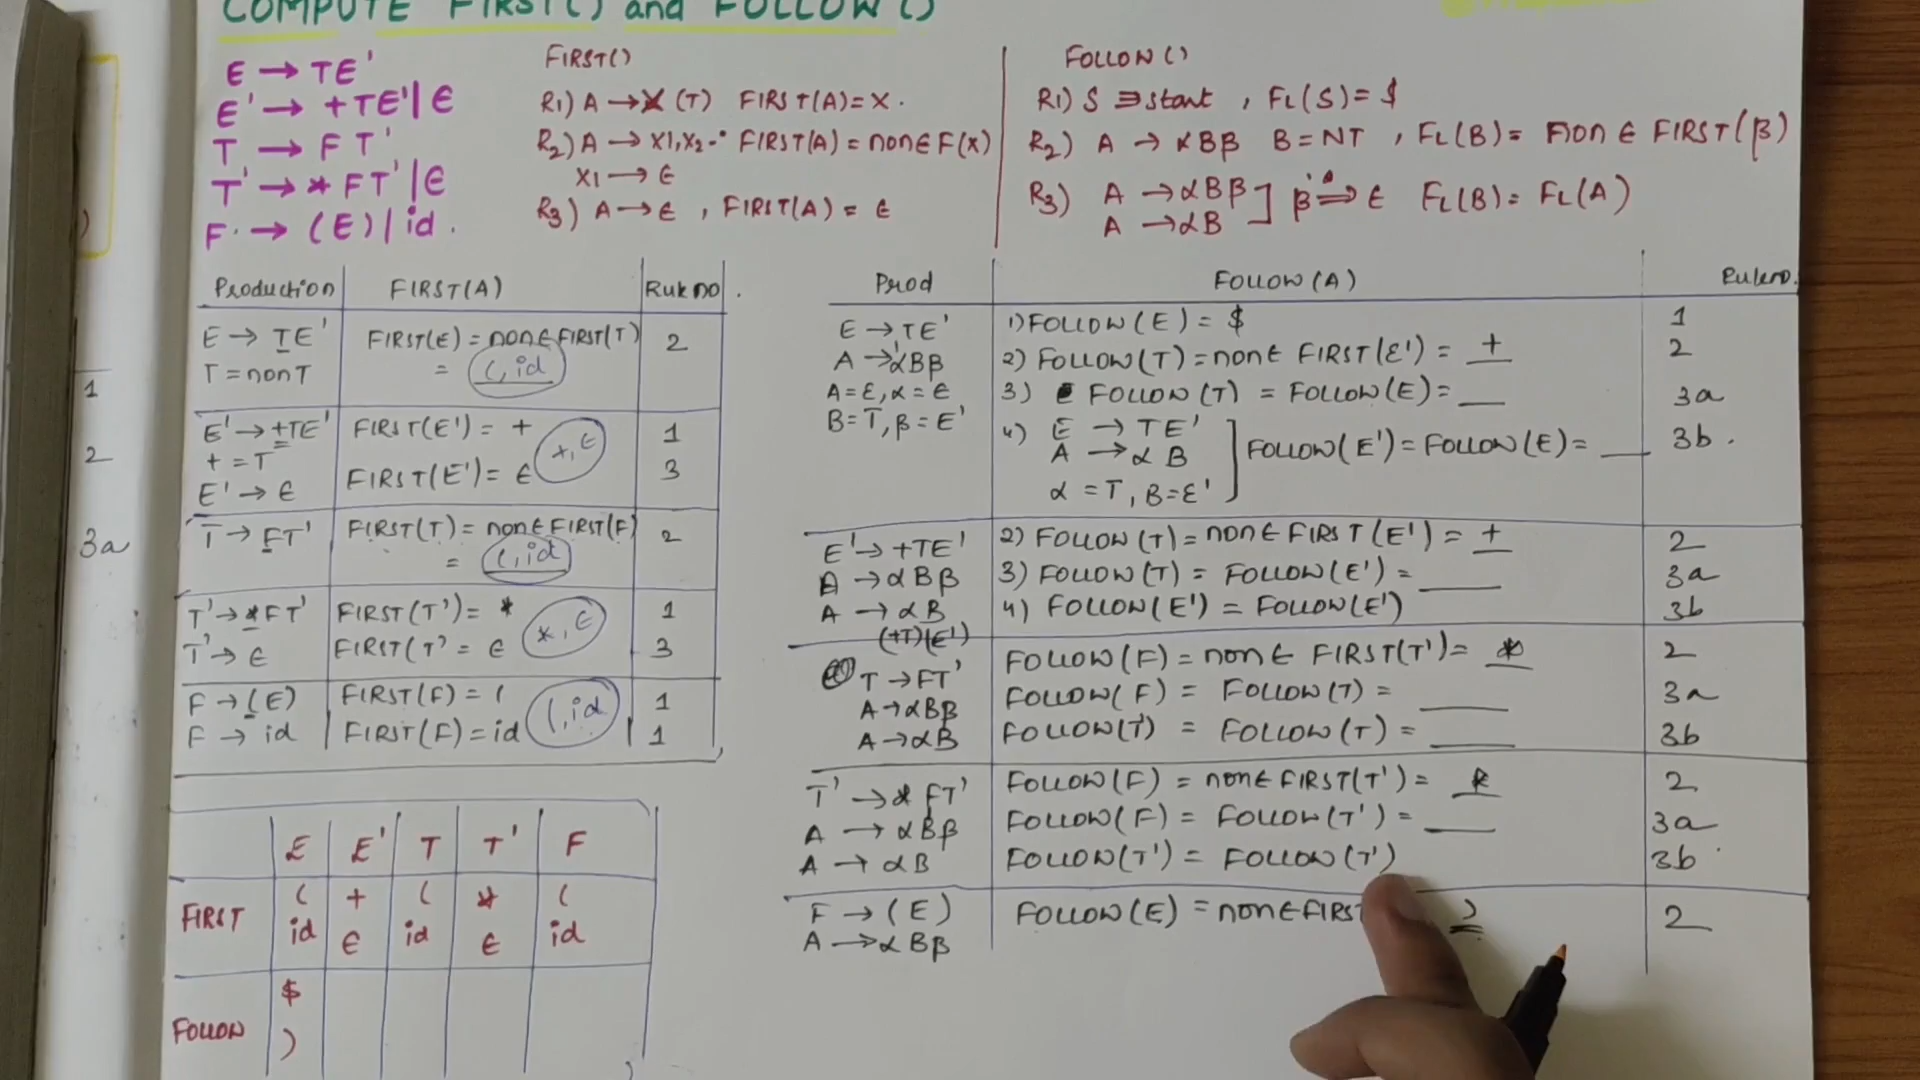 COMPUTE FIRST() and FOLLOW()
E → TE'
E' → +TE'|ϵ
T → FT'
T' → *FT'|ϵ
F → (E)|id.
FIRST()
R1) A → X (T) FIRST(A)=X.
R2) A → X1,X2-- FIRST(A) = non ϵ F(X)
X1 → ϵ
R3) A → ϵ , FIRST(A) = ϵ
FOLLOW()
R1) S ∋ start , FL(S) = $
R2) A → αBβ B = NT , FL(B) = non ϵ FIRST(β)
R3) A → αBβ ] β ⇒ ϵ FL(B) = FL(A)
A → αB
Production FIRST(A) Rule no.
E → TE' FIRST(E) = non ϵ FIRST(T) 2
T = non T = (,id
E' → +TE' FIRST(E') = + 1
+ = T +,ϵ
E' → ϵ FIRST(E') = ϵ 3
T → FT' FIRST(T) = non ϵ FIRST(F) 2
= (,id
T' → *FT' FIRST(T') = * 1
*,ϵ
T' → ϵ FIRST(T' = ϵ 3
F → (E) FIRST(F) = ( 1
(,id
F → id FIRST(F) = id 1
E E' T T' F
FIRST ( + ( * (
id ϵ id ϵ id
FOLLOW $
)
Prod FOLLOW(A) Rule no.
E → TE' 1) FOLLOW(E) = $ 1
A → αBβ 2) FOLLOW(T) = non ϵ FIRST(E') = + 2
A = E, α = ϵ 3) FOLLOW(T) = FOLLOW(E) = __ 3a
B = T, β = E' 4) E → TE' ] FOLLOW(E') = FOLLOW(E) = __ 3b.
A → αB
α = T, B = E'
E' → +TE' 2) FOLLOW(T) = non ϵ FIRST(E') = + 2
A → αBβ 3) FOLLOW(T) = FOLLOW(E') = __ 3a
A → αB 4) FOLLOW(E') = FOLLOW(E') 3b
(+T)(E')
T → FT' FOLLOW(F) = non ϵ FIRST(T') = * 2
A → αBβ FOLLOW(F) = FOLLOW(T) = __ 3a
A → αB FOLLOW(T') = FOLLOW(T) = __ 3b
T' → *FT' FOLLOW(F) = non ϵ FIRST(T') = * 2
A → αBβ FOLLOW(F) = FOLLOW(T') = __ 3a
A → αB FOLLOW(T') = FOLLOW(T') 3b
F → (E) FOLLOW(E) = non ϵ FIRST ) 2
A → αBβ
)
1
2
3a